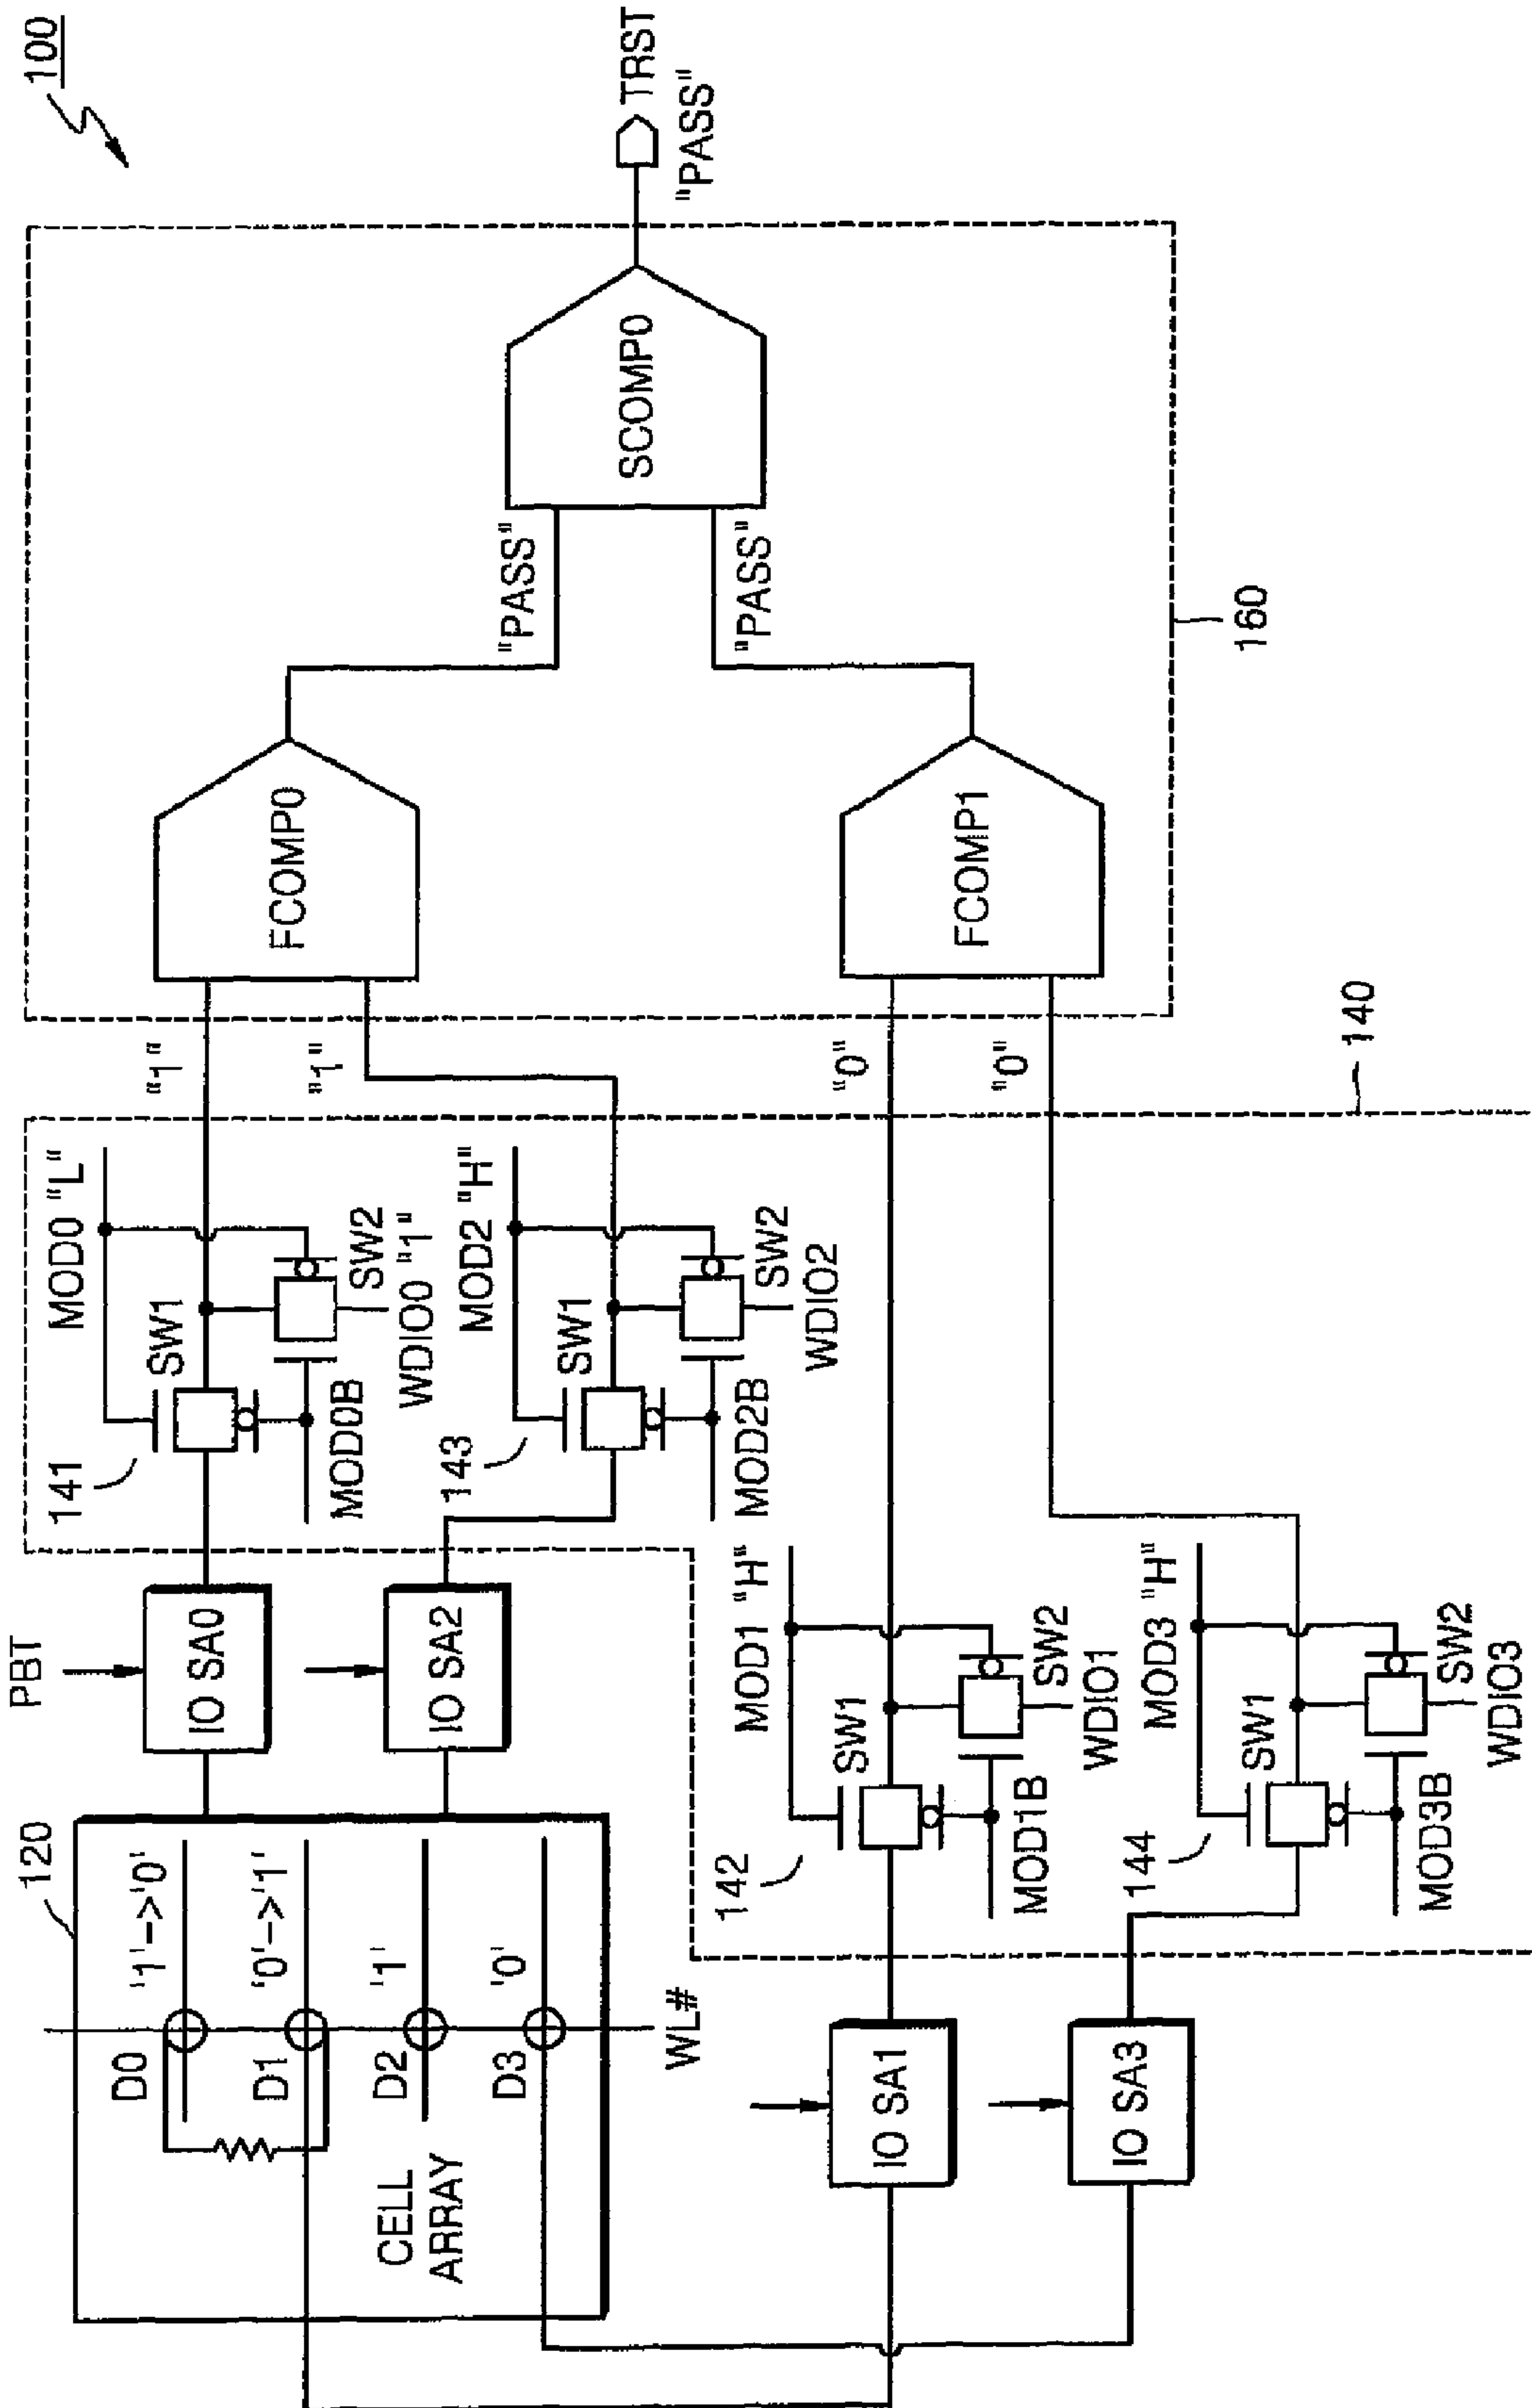 100
120
CELL
ARRAY
D0
D1
D2
D3
'1'->'0'
'0'->'1'
'1'
'0'
WL#
PBT
IO SA0
IO SA2
IO SA1
IO SA3
141
SW1
MOD0 "L"
MOD0B
SW2
WDIO0 "1"
143
SW1
MOD2 "H"
MOD2B
SW2
WDIO2
142
SW1
MOD1 "H"
MOD1B
SW2
WDIO1
144
SW1
MOD3 "H"
MOD3B
SW2
WDIO3
140
"1"
"1"
"0"
"0"
FCOMP0
FCOMP1
"PASS"
"PASS"
SCOMP0
160
TRST
"PASS"